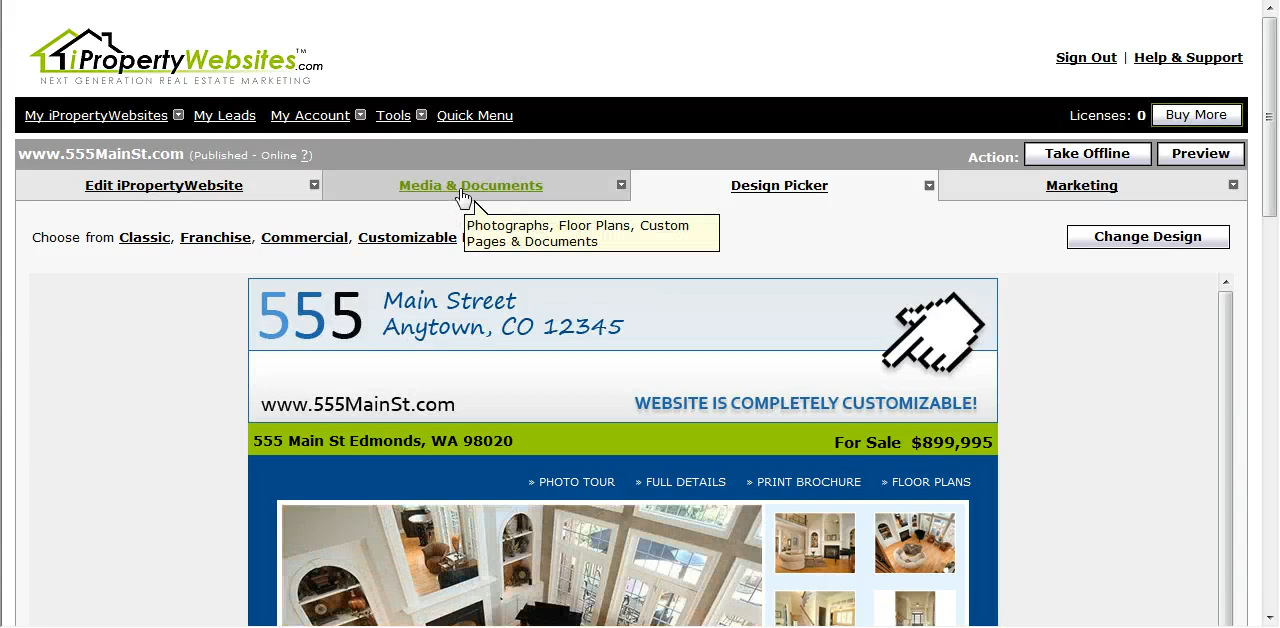 iPropertyWebsites.com™
NEXT GENERATION REAL ESTATE MARKETING
Sign Out | Help & Support
My iPropertyWebsites My Leads My Account Tools Quick Menu Licenses: 0 Buy More
www.555MainSt.com (Published - Online ?) Action: Take Offline Preview
Edit iPropertyWebsite Media & Documents Design Picker Marketing
Photographs, Floor Plans, Custom
Pages & Documents
Choose from Classic, Franchise, Commercial, Customizable Change Design
555 Main Street
Anytown, CO 12345
www.555MainSt.com WEBSITE IS COMPLETELY CUSTOMIZABLE!
555 Main St Edmonds, WA 98020 For Sale $899,995
» PHOTO TOUR » FULL DETAILS » PRINT BROCHURE » FLOOR PLANS